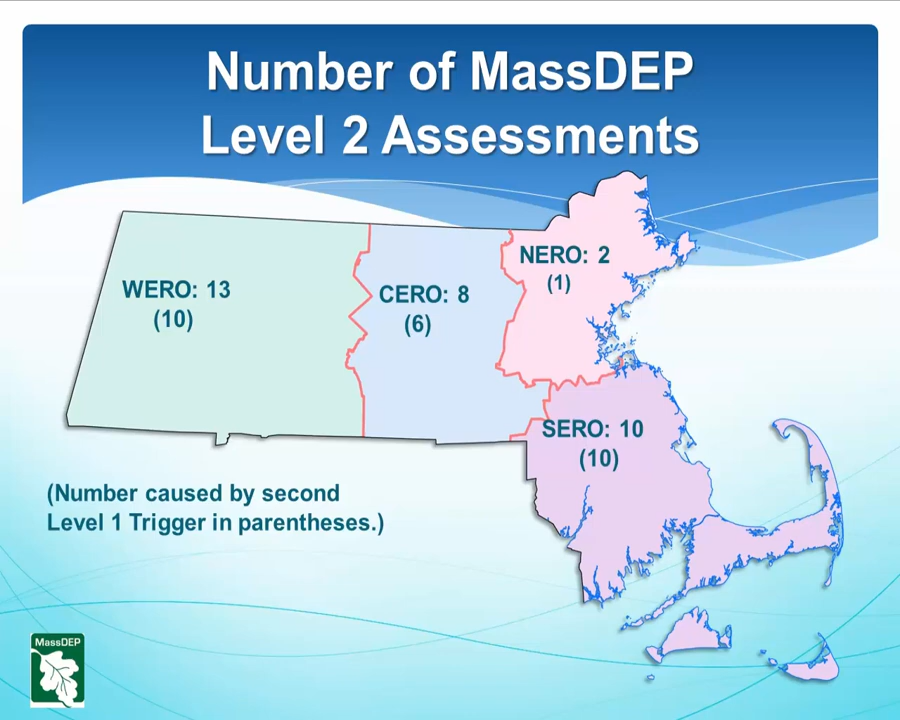 Number of MassDEP
Level 2 Assessments
WERO: 13
(10)
CERO: 8
(6)
NERO: 2
(1)
SERO: 10
(10)
(Number caused by second
Level 1 Trigger in parentheses.)
MassDEP